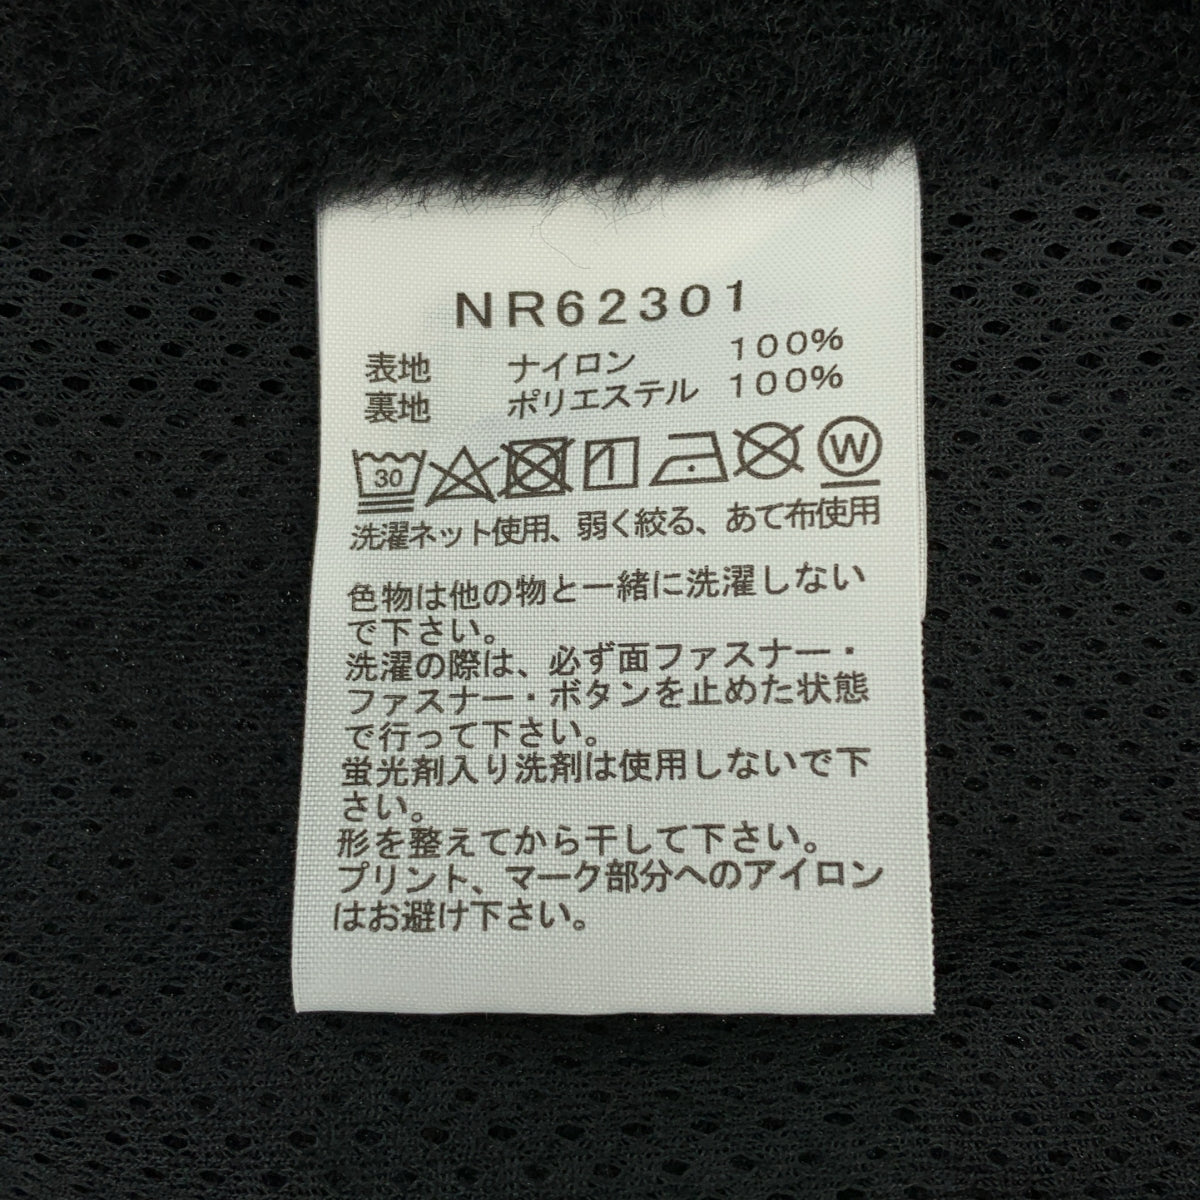 NR62301
表地 ナイロン 100%
裏地 ポリエステル 100%
30 W
洗濯ネット使用、弱く絞る、あて布使用
色物は他の物と一緒に洗濯しない
で下さい。
洗濯の際は、必ず面ファスナー・
ファスナー・ボタンを止めた状態
で行って下さい。
蛍光剤入り洗剤は使用しないで下
さい。
形を整えてから干して下さい。
プリント、マーク部分へのアイロン
はお避け下さい。